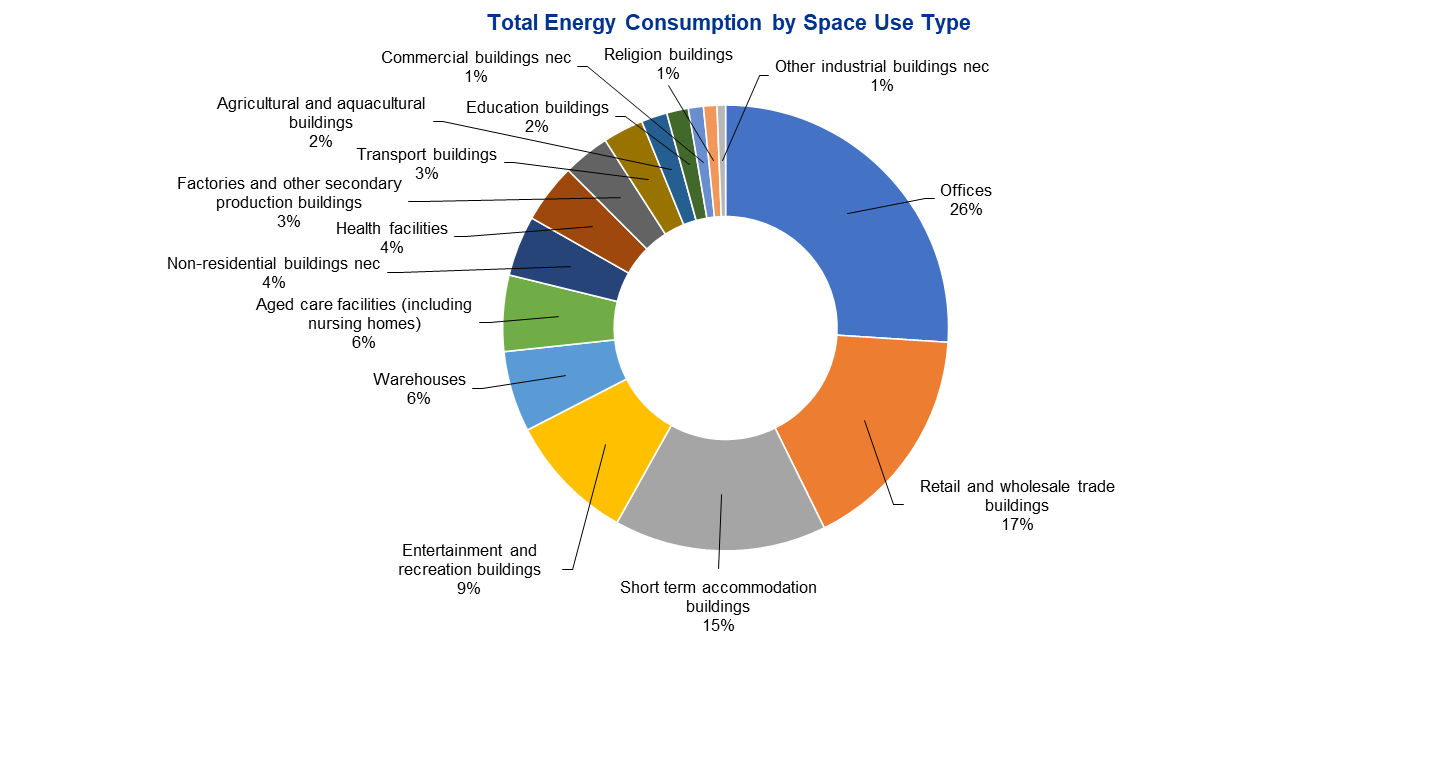 Total Energy Consumption by Space Use Type
Commercial buildings nec
1%
Religion buildings
1%
Other industrial buildings nec
1%
Agricultural and aquacultural
buildings
2%
Education buildings
2%
Transport buildings
3%
Factories and other secondary
production buildings
3%
Health facilities
4%
Non-residential buildings nec
4%
Aged care facilities (including
nursing homes)
6%
Warehouses
6%
Offices
26%
Retail and wholesale trade
buildings
17%
Entertainment and
recreation buildings
9%
Short term accommodation
buildings
15%